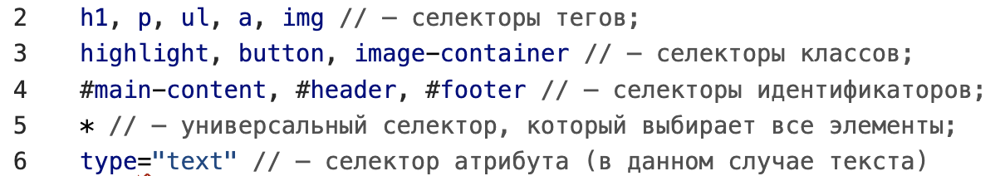 2 h1, p, ul, a, img // – селекторы тегов;
3 highlight, button, image-container // – селекторы классов;
4 #main-content, #header, #footer // – селекторы идентификаторов;
5 * // – универсальный селектор, который выбирает все элементы;
6 type="text" // – селектор атрибута (в данном случае текста)